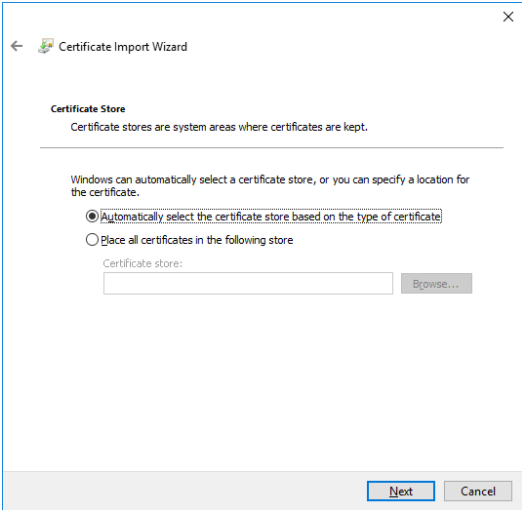 Certificate Import Wizard
Certificate Store
Certificate stores are system areas where certificates are kept.
Windows can automatically select a certificate store, or you can specify a location for
the certificate.
Automatically select the certificate store based on the type of certificate
Place all certificates in the following store
Certificate store:
Browse...
Next
Cancel